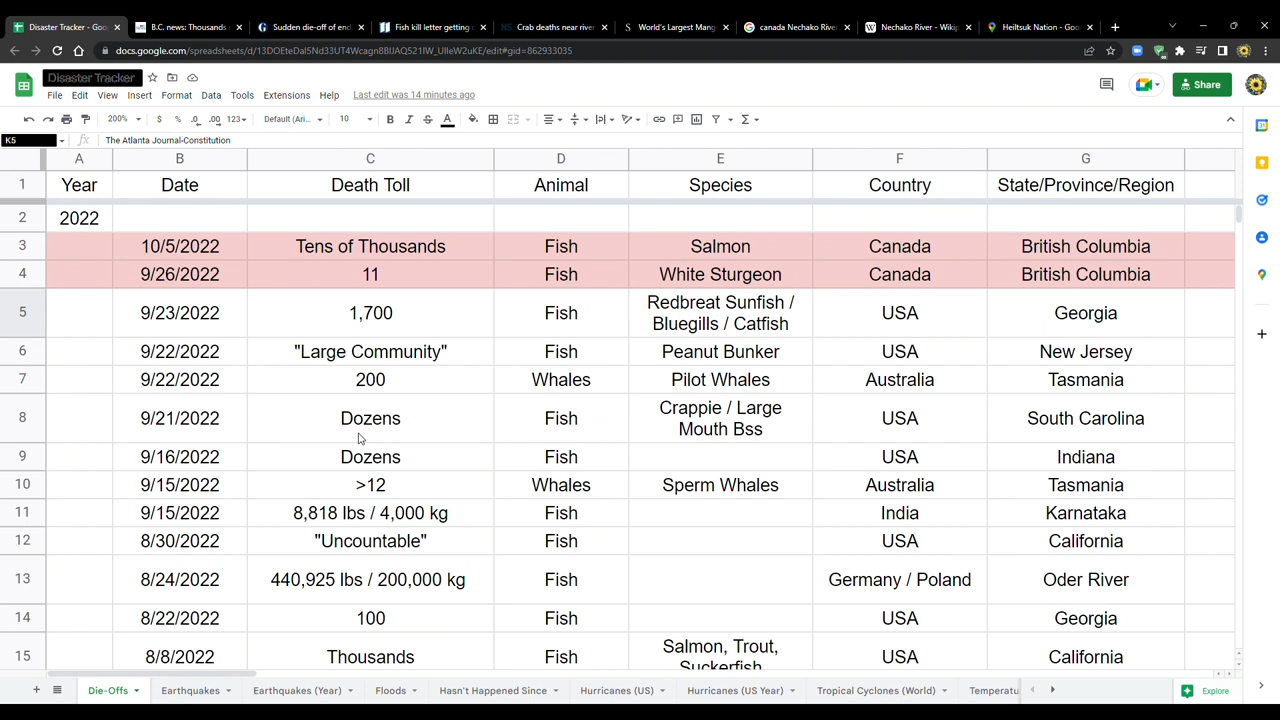 Disaster Tracker - Goo
B.C. news: Thousands
Sudden die-off of end
Fish kill letter getting
Crab deaths near river
World's Largest Mang
canada Nechako River
Nechako River - Wikip
Heiltsuk Nation - Goo
docs.google.com/spreadsheets/d/13DOEteDal5Nd33UT4Wcagn8BIJAQ521IW_UIleW2uKE/edit#gid=862933035
Disaster Tracker
File Edit View Insert Format Data Tools Extensions Help Last edit was 14 minutes ago
Share
200% $ % .0 .00 123 Default (Ari... 10 B I S A
K5 fx The Atlanta Journal-Constitution
A B C D E F G
1 Year Date Death Toll Animal Species Country State/Province/Region
2 2022
3 10/5/2022 Tens of Thousands Fish Salmon Canada British Columbia
4 9/26/2022 11 Fish White Sturgeon Canada British Columbia
5 9/23/2022 1,700 Fish Redbreat Sunfish / Bluegills / Catfish USA Georgia
6 9/22/2022 "Large Community" Fish Peanut Bunker USA New Jersey
7 9/22/2022 200 Whales Pilot Whales Australia Tasmania
8 9/21/2022 Dozens Fish Crappie / Large Mouth Bss USA South Carolina
9 9/16/2022 Dozens Fish USA Indiana
10 9/15/2022 >12 Whales Sperm Whales Australia Tasmania
11 9/15/2022 8,818 lbs / 4,000 kg Fish India Karnataka
12 8/30/2022 "Uncountable" Fish USA California
13 8/24/2022 440,925 lbs / 200,000 kg Fish Germany / Poland Oder River
14 8/22/2022 100 Fish USA Georgia
15 8/8/2022 Thousands Fish Salmon, Trout, Suckerfish USA California
Die-Offs Earthquakes Earthquakes (Year) Floods Hasn't Happened Since Hurricanes (US) Hurricanes (US Year) Tropical Cyclones (World) Temperatu
Explore